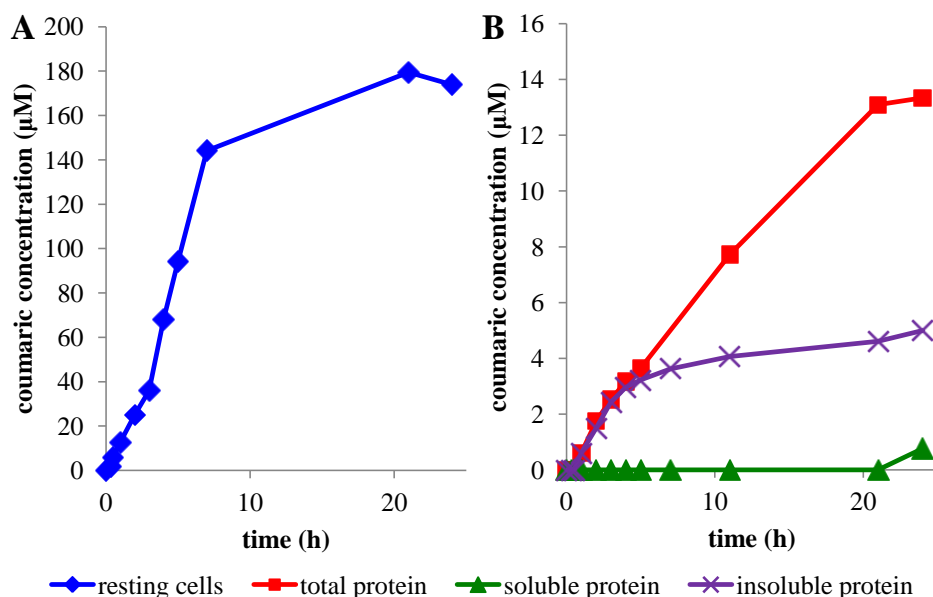 A
coumaric concentration (µM)
200
180
160
140
120
100
80
60
40
20
0
0
10
20
time (h)
B
coumaric concentration (µM)
16
14
12
10
8
6
4
2
0
0
10
20
time (h)
resting cells
total protein
soluble protein
insoluble protein